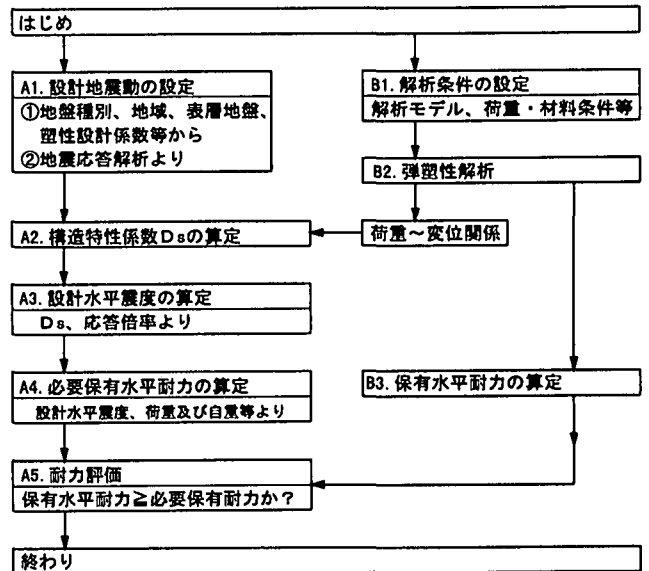 はじめ
A1. 設計地震動の設定
①地盤種別、地域、表層地盤、
塑性設計係数等から
②地震応答解析より
B1. 解析条件の設定
解析モデル、荷重・材料条件等
B2. 弾塑性解析
荷重～変位関係
A2. 構造特性係数Dsの算定
A3. 設計水平震度の算定
Ds、応答倍率より
A4. 必要保有水平耐力の算定
設計水平震度、荷重及び自重等より
B3. 保有水平耐力の算定
A5. 耐力評価
保有水平耐力≧必要保有耐力か？
終わり